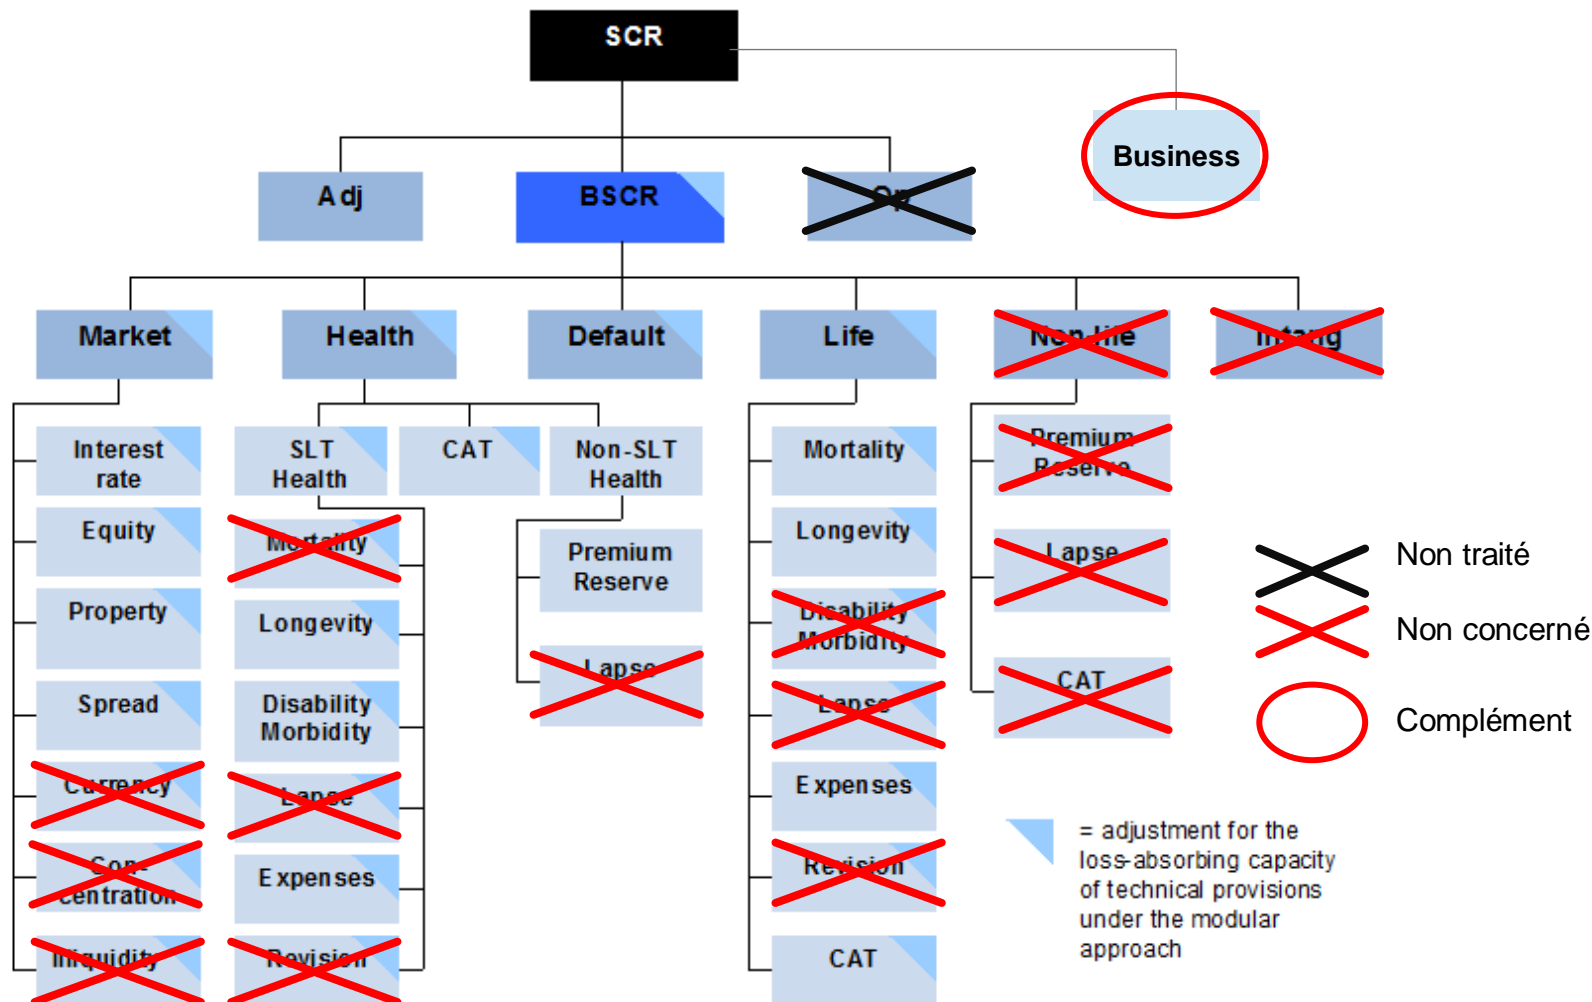 SCR
Business
Adj
BSCR
Op
Market
Health
Default
Life
Non-life
Intang
Interest
rate
Equity
Property
Spread
Currency
Con-
centration
Illiquidity
SLT
Health
CAT
Non-SLT
Health
Mortality
Longevity
Disability
Morbidity
Lapse
Expenses
Revision
Premium
Reserve
Lapse
Mortality
Longevity
Disability
Morbidity
Lapse
Expenses
Revision
CAT
Premium
Reserve
Lapse
CAT
Non traité
Non concerné
Complément
= adjustment for the
loss-absorbing capacity
of technical provisions
under the modular
approach